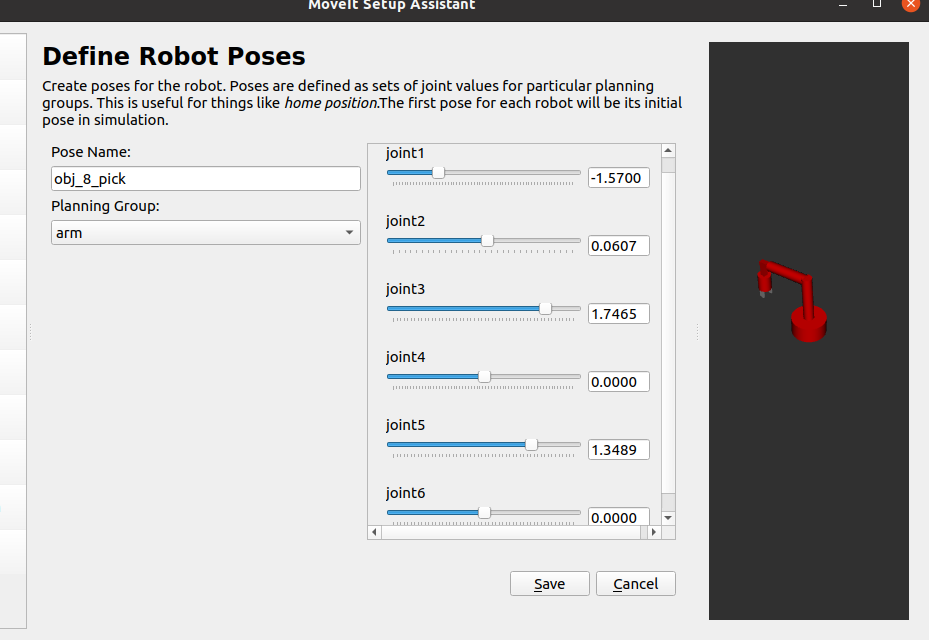 MoveIt Setup Assistant
Define Robot Poses
Create poses for the robot. Poses are defined as sets of joint values for particular planning
groups. This is useful for things like home position.The first pose for each robot will be its initial
pose in simulation.
Pose Name:
obj_8_pick
Planning Group:
arm
joint1
-1.5700
joint2
0.0607
joint3
1.7465
joint4
0.0000
joint5
1.3489
joint6
0.0000
Save
Cancel